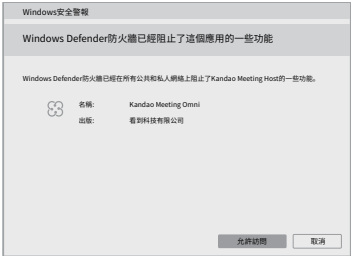 Windows安全警報
Windows Defender防火牆已經阻止了這個應用的一些功能
Windows Defender防火牆已經在所有公共和私人網絡上阻止了Kandao Meeting Host的一些功能。
名稱: Kandao Meeting Omni
出版: 看到科技有限公司
允許訪問 取消